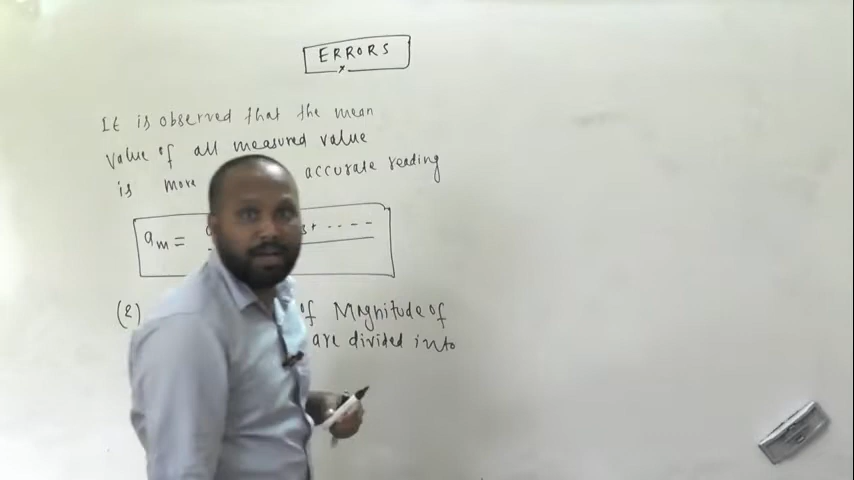 ERRORS
It is observed that the mean
value of all measured value
is more accurate reading
am =
(2) of Magnitude of
are divided into